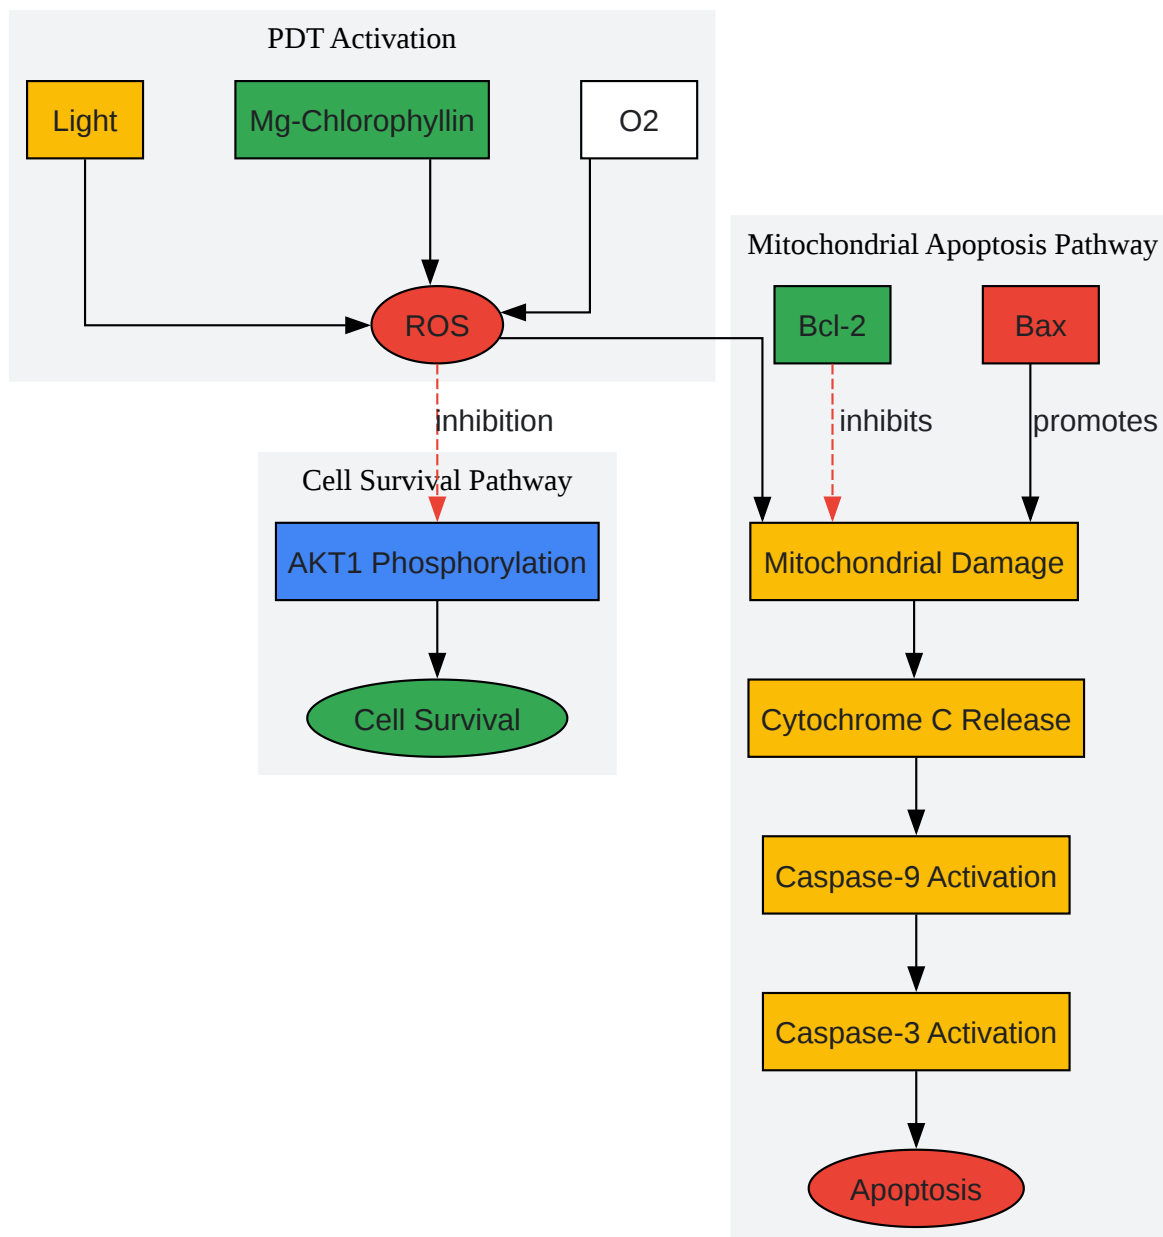 PDT Activation
Light
Mg-Chlorophyllin
O2
ROS
inhibition
Cell Survival Pathway
AKT1 Phosphorylation
Cell Survival
Mitochondrial Apoptosis Pathway
Bcl-2
Bax
inhibits
promotes
Mitochondrial Damage
Cytochrome C Release
Caspase-9 Activation
Caspase-3 Activation
Apoptosis